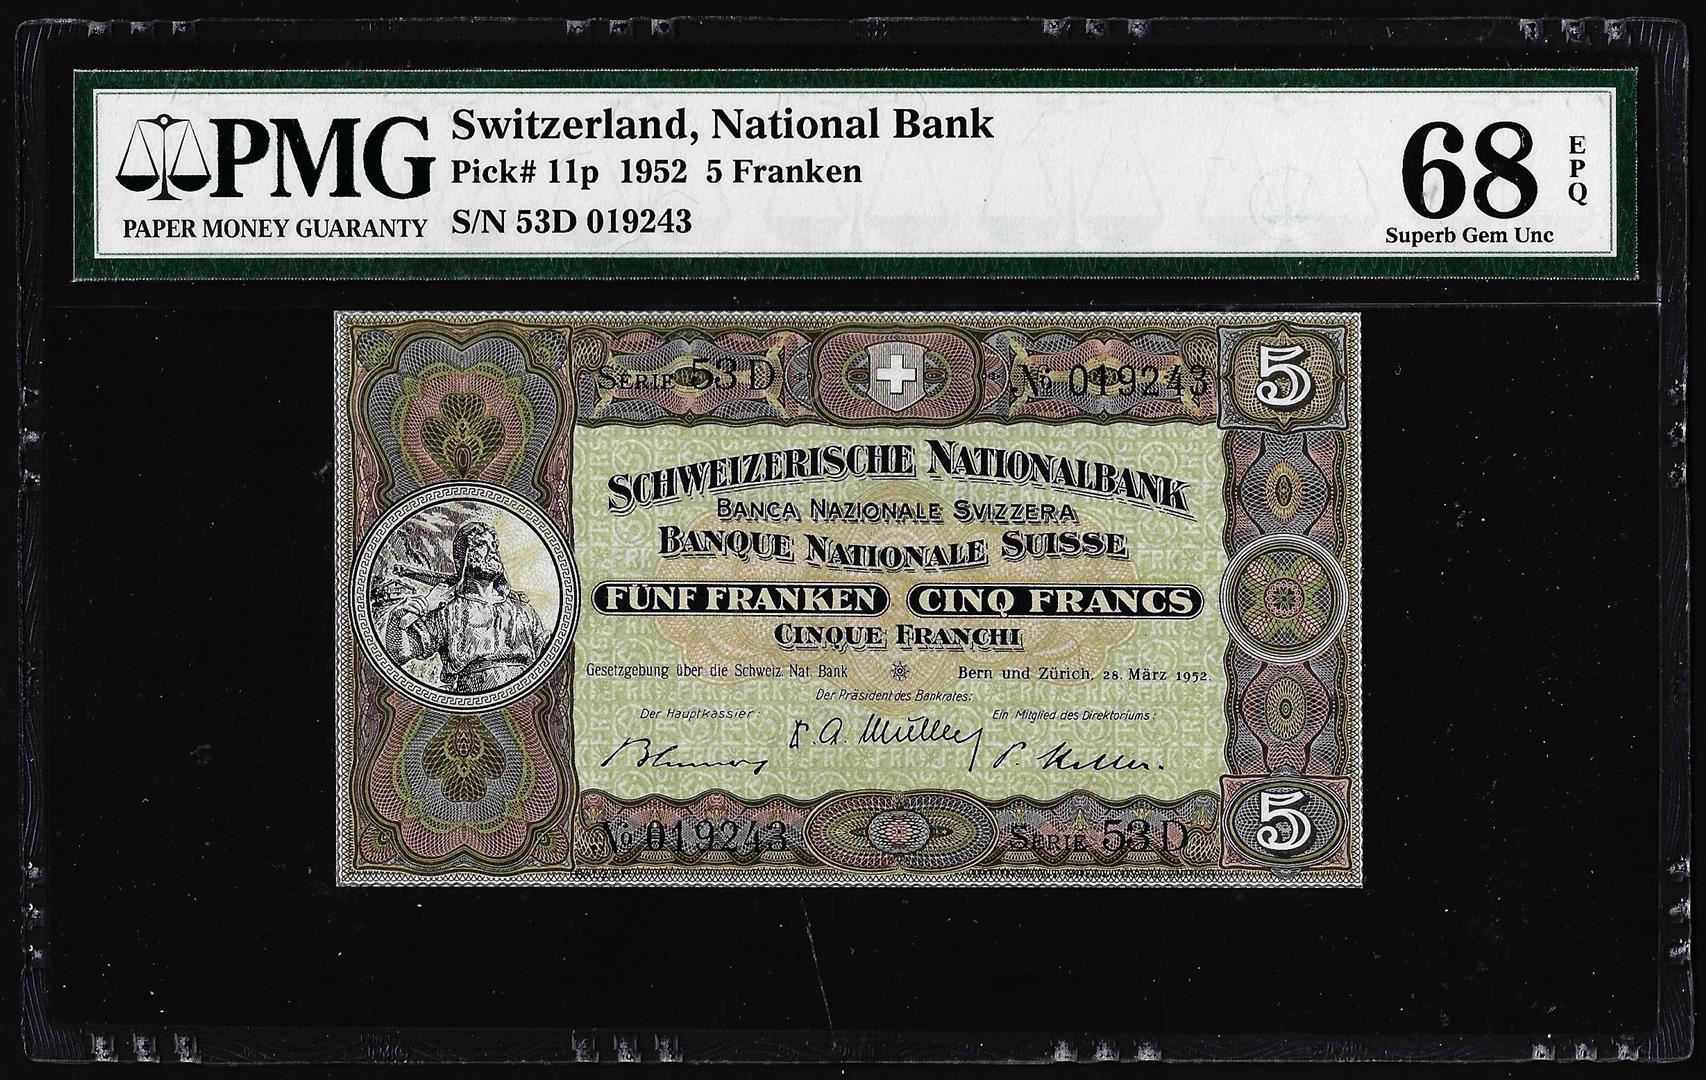 PMG
PAPER MONEY GUARANTY
Switzerland, National Bank
Pick# 11p 1952 5 Franken
S/N 53D 019243
68
EPQ
Superb Gem Unc
SERIE 53 D
No 019243
5
SCHWEIZERISCHE NATIONALBANK
BANCA NAZIONALE SVIZZERA
BANQUE NATIONALE SUISSE
FÜNF FRANKEN CINQ FRANCS
CINQUE FRANCHI
Gesetzgebung über die Schweiz. Nat. Bank
Bern und Zürich, 28. März 1952.
Der Präsident des Bankrates:
Der Hauptkassier:
Ein Mitglied des Direktoriums:
No 019243
SERIE 53 D
5